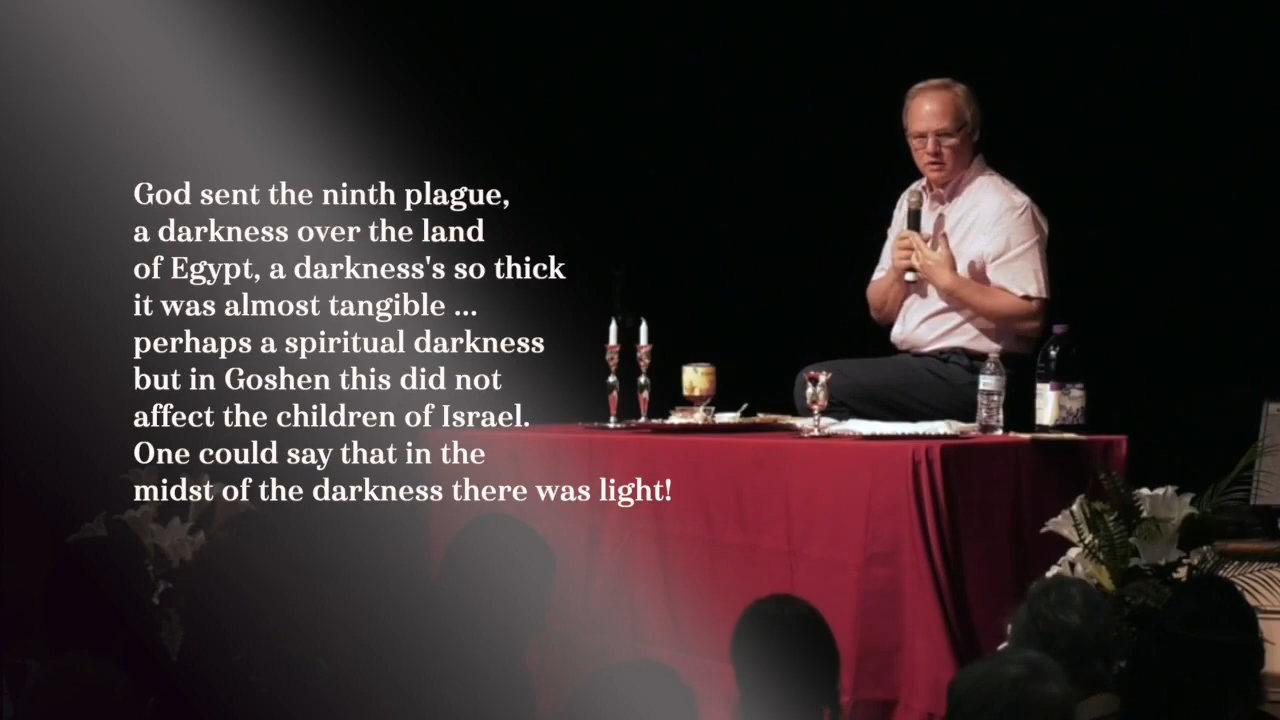 God sent the ninth plague,
a darkness over the land
of Egypt, a darkness's so thick
it was almost tangible ...
perhaps a spiritual darkness
but in Goshen this did not
affect the children of Israel.
One could say that in the
midst of the darkness there was light!